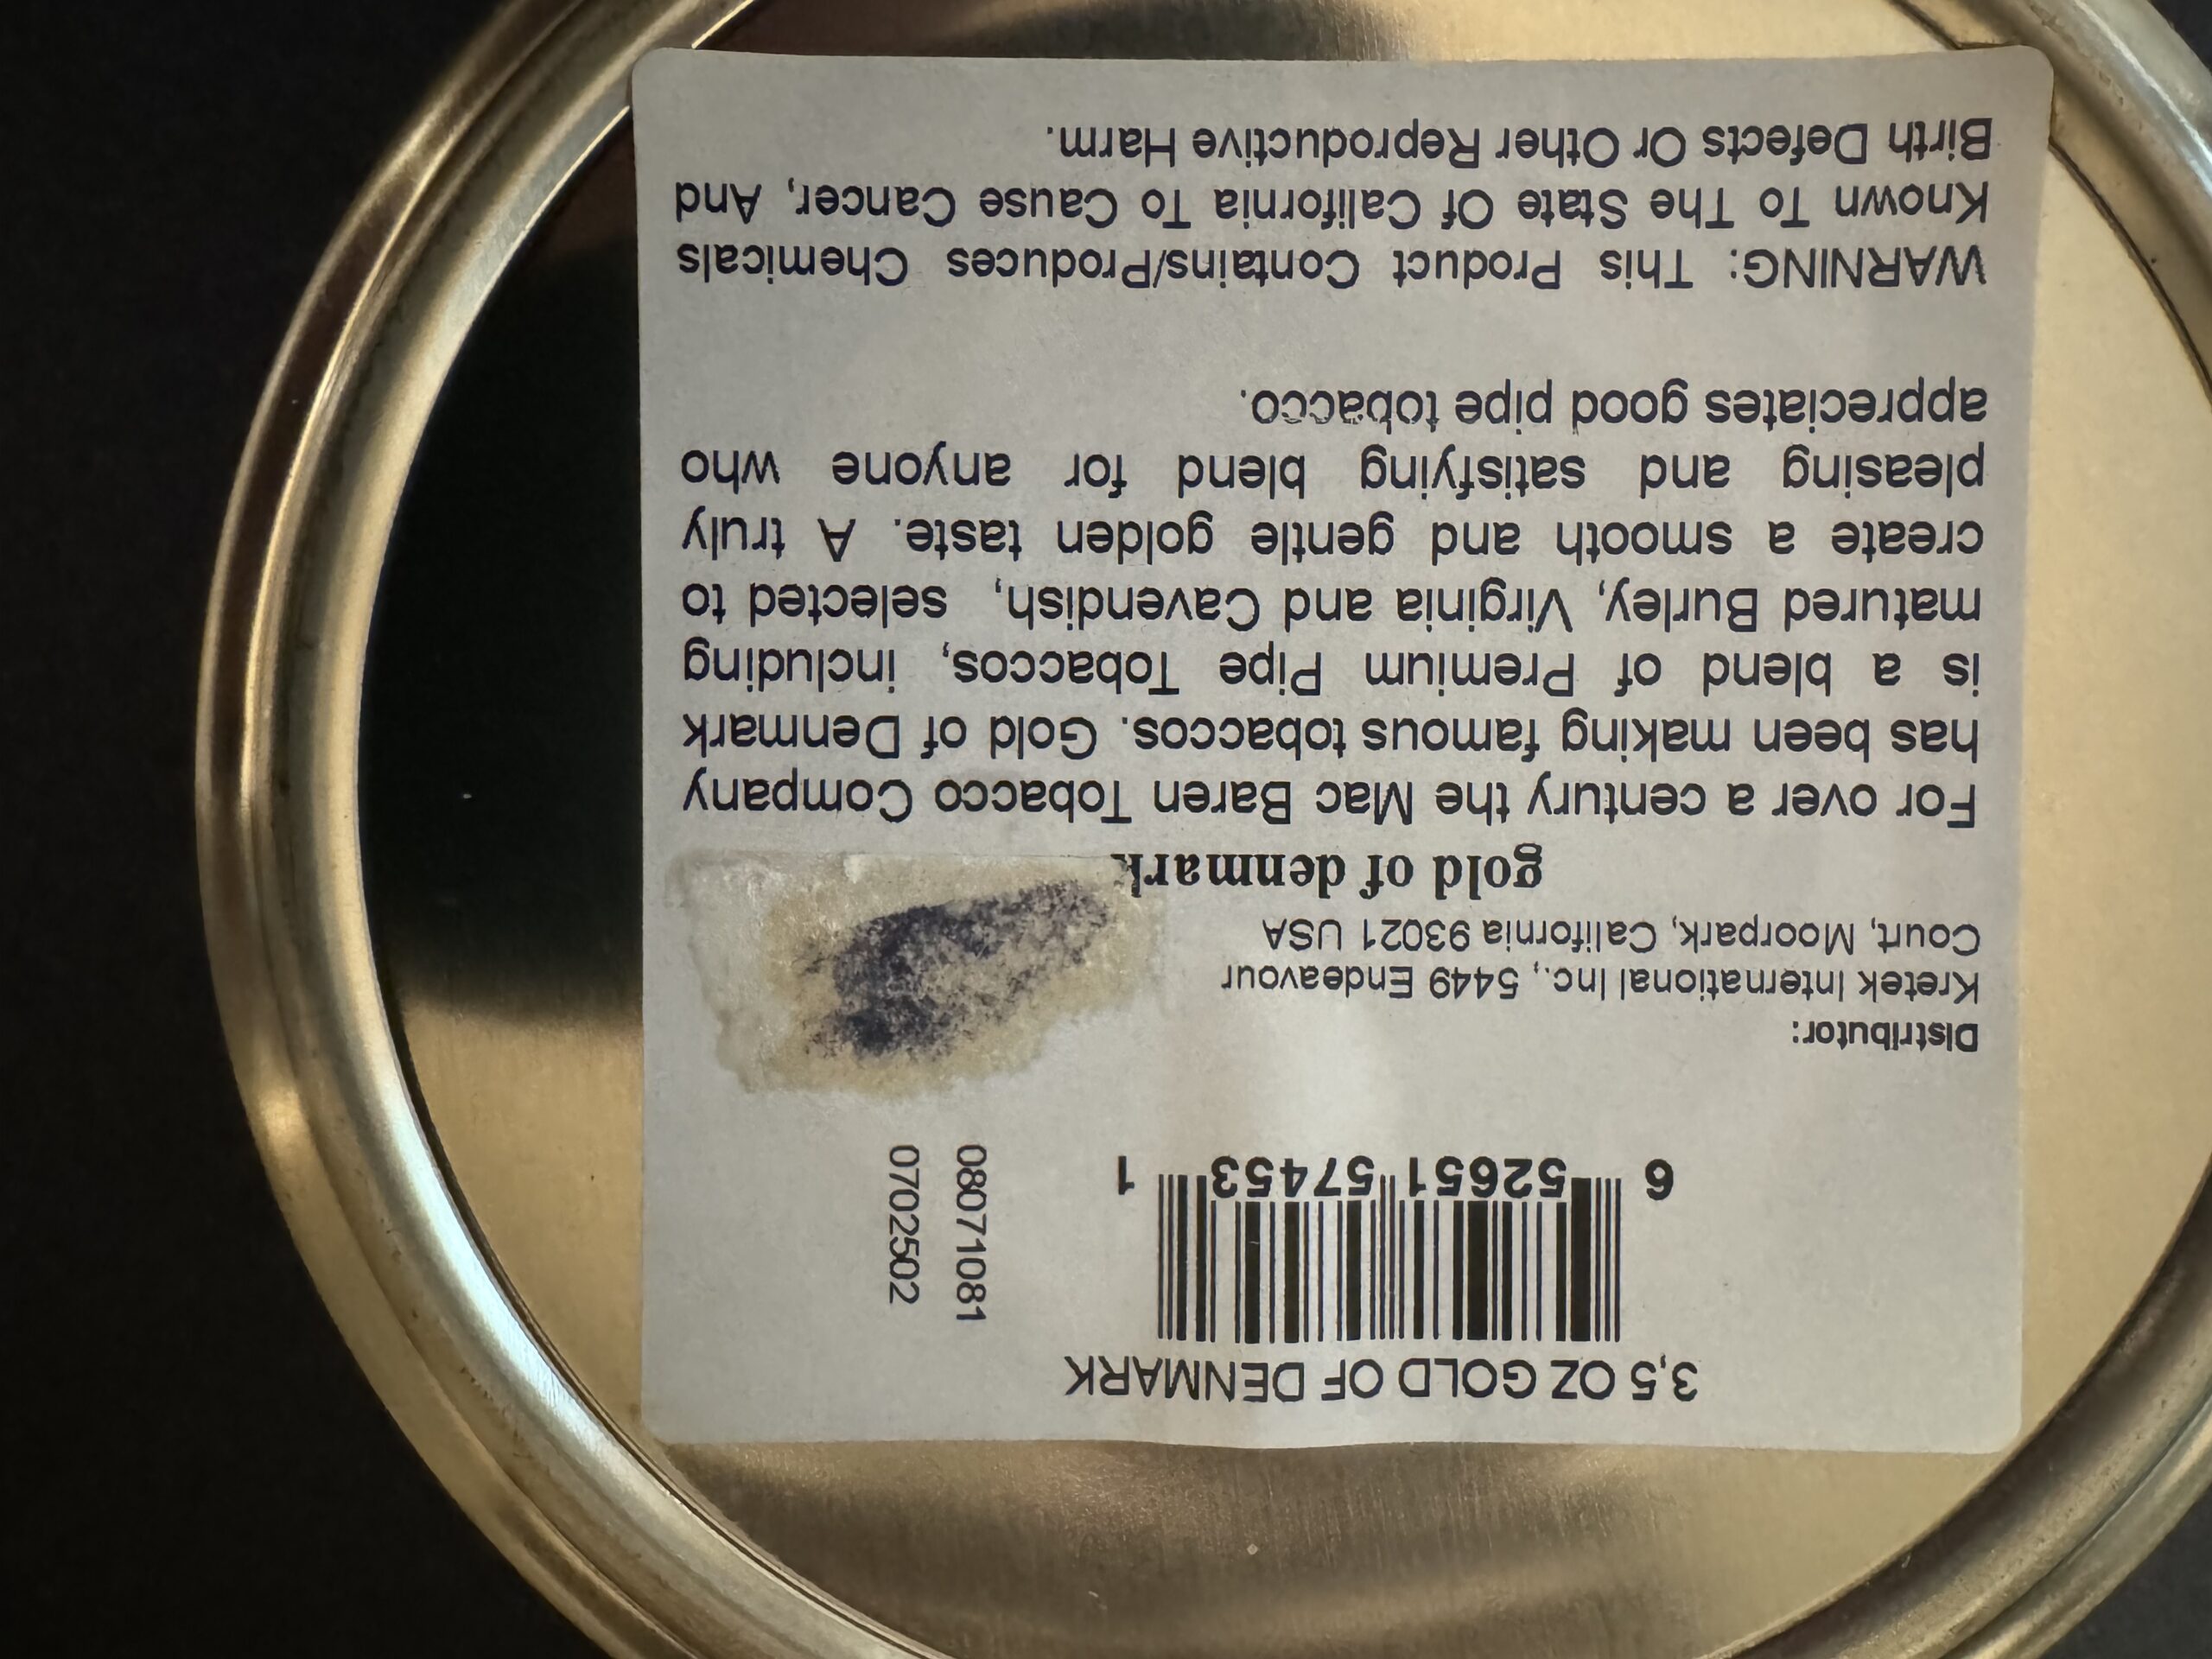 3,5 OZ GOLD OF DENMARK
6 52651 57453 1
08071081
0702502
Distributor:
Kretek International Inc., 5449 Endeavour
Court, Moorpark, California 93021 USA
gold of denmark
For over a century the Mac Baren Tobacco Company
has been making famous tobaccos. Gold of Denmark
is a blend of Premium Pipe Tobaccos, including
matured Burley, Virginia and Cavendish, selected to
create a smooth and gentle golden taste. A truly
pleasing and satisfying blend for anyone who
appreciates good pipe tobacco.
WARNING: This Product Contains/Produces Chemicals
Known To The State Of California To Cause Cancer, And
Birth Defects Or Other Reproductive Harm.